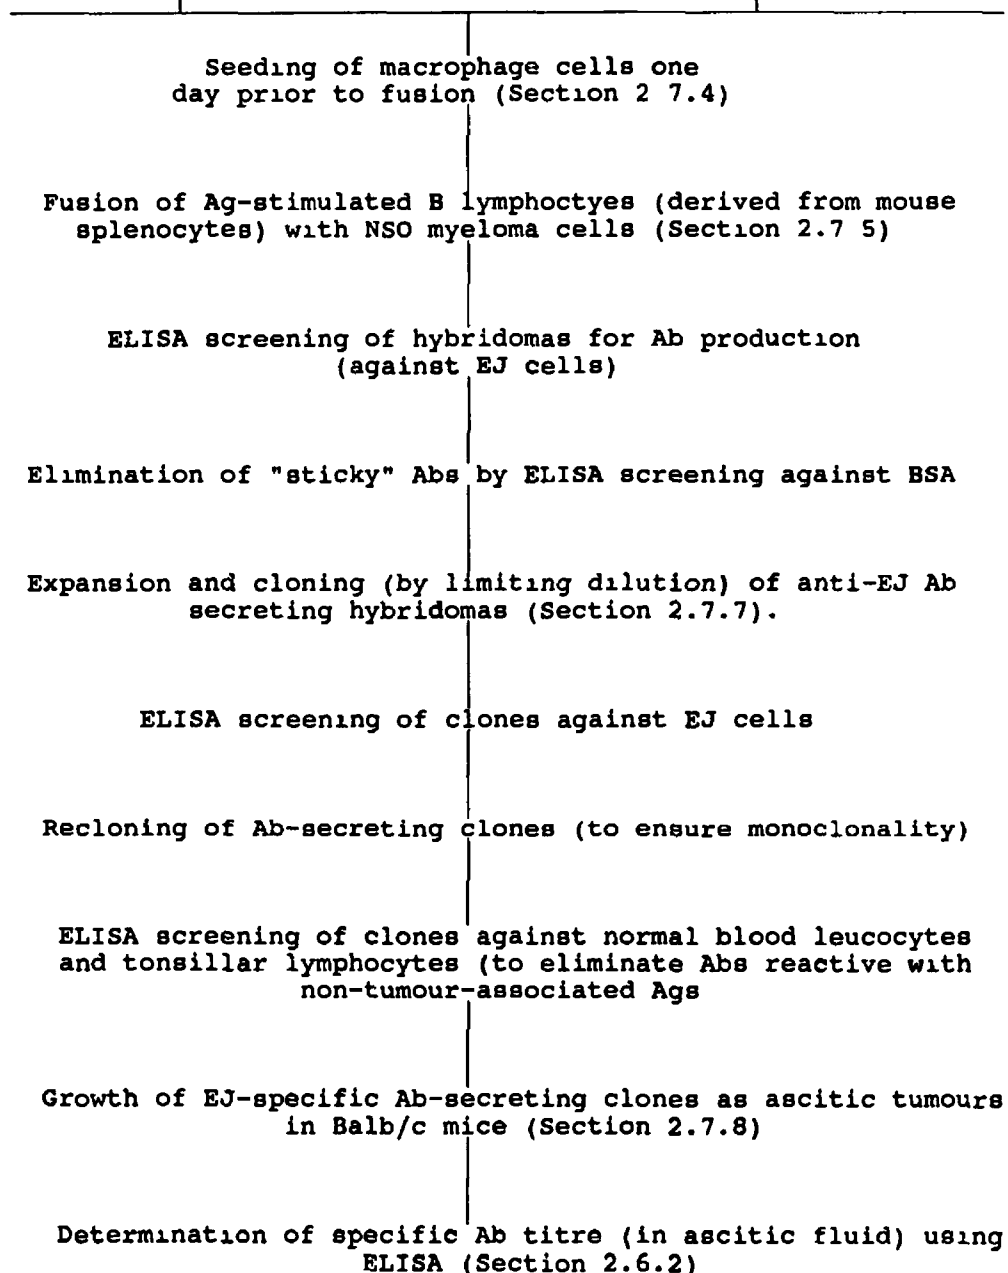 Seeding of macrophage cells one
day prior to fusion (Section 2 7.4)
Fusion of Ag-stimulated B lymphoctyes (derived from mouse
splenocytes) with NSO myeloma cells (Section 2.7 5)
ELISA screening of hybridomas for Ab production
(against EJ cells)
Elimination of "sticky" Abs by ELISA screening against BSA
Expansion and cloning (by limiting dilution) of anti-EJ Ab
secreting hybridomas (Section 2.7.7).
ELISA screening of clones against EJ cells
Recloning of Ab-secreting clones (to ensure monoclonality)
ELISA screening of clones against normal blood leucocytes
and tonsillar lymphocytes (to eliminate Abs reactive with
non-tumour-associated Ags
Growth of EJ-specific Ab-secreting clones as ascitic tumours
in Balb/c mice (Section 2.7.8)
Determination of specific Ab titre (in ascitic fluid) using
ELISA (Section 2.6.2)